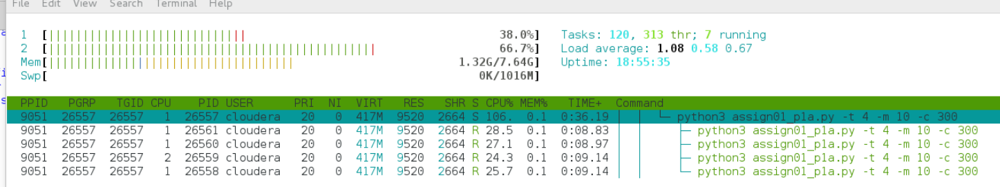 File Edit View Search Terminal Help
1 [|||||||||||||||||||||||||||||| 38.0%] Tasks: 120, 313 thr; 7 running
2 [|||||||||||||||||||||||||||||||||||||||||||||||||| 66.7%] Load average: 1.08 0.58 0.67
Mem[|||||||||||||||||||||||||||||||||||||| 1.32G/7.64G] Uptime: 18:55:35
Swp[ 0K/1016M]
PPID PGRP TGID CPU PID USER PRI NI VIRT RES SHR S CPU% MEM% TIME+ Command
9051 26557 26557 1 26557 cloudera 20 0 417M 9520 2664 S 106. 0.1 0:36.19 │ │ └─ python3 assign01_p1a.py -t 4 -m 10 -c 300
9051 26557 26557 1 26561 cloudera 20 0 417M 9520 2664 R 28.5 0.1 0:08.83 │ │ ├─ python3 assign01_p1a.py -t 4 -m 10 -c 300
9051 26557 26557 1 26560 cloudera 20 0 417M 9520 2664 R 27.1 0.1 0:08.97 │ │ ├─ python3 assign01_p1a.py -t 4 -m 10 -c 300
9051 26557 26557 2 26559 cloudera 20 0 417M 9520 2664 R 24.3 0.1 0:09.14 │ │ ├─ python3 assign01_p1a.py -t 4 -m 10 -c 300
9051 26557 26557 1 26558 cloudera 20 0 417M 9520 2664 R 25.7 0.1 0:09.14 │ │ └─ python3 assign01_p1a.py -t 4 -m 10 -c 300